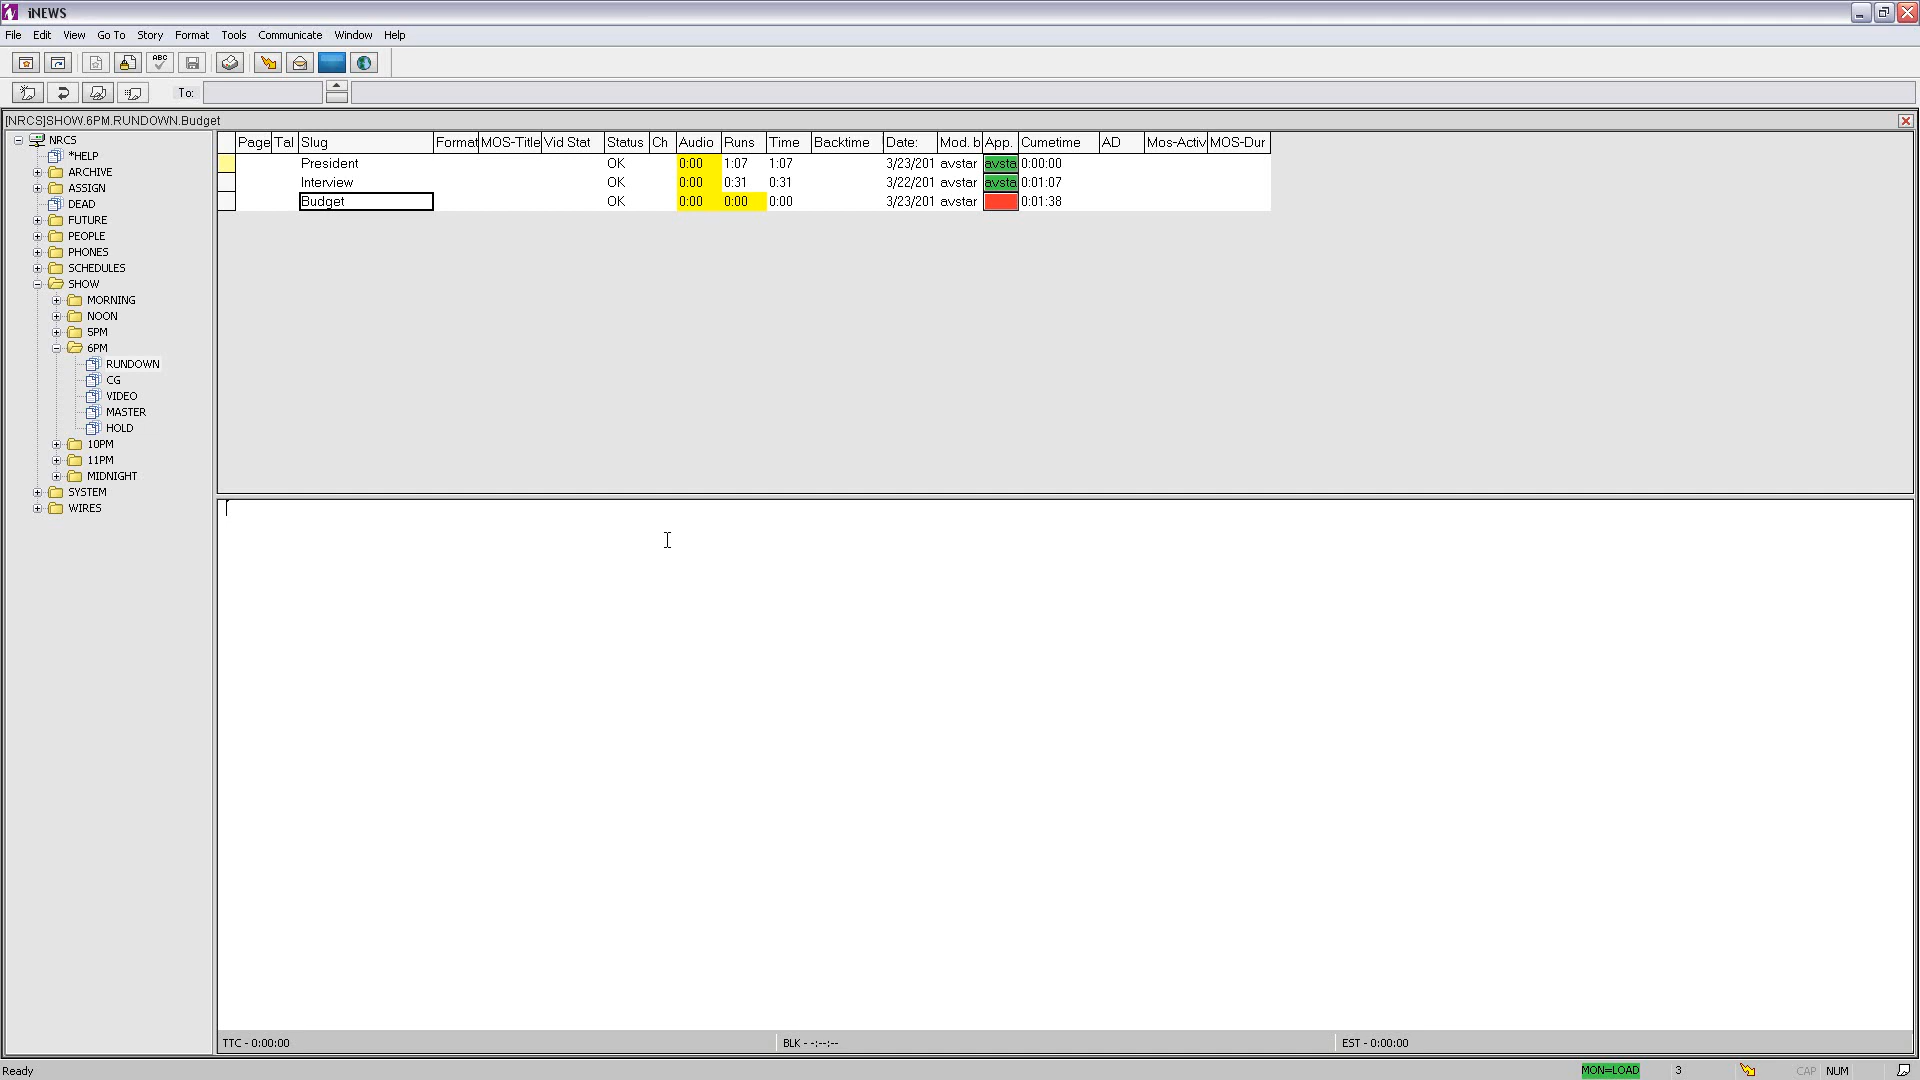 iNEWS
File Edit View Go To Story Format Tools Communicate Window Help
ABC
To:
[NRCS]SHOW.6PM.RUNDOWN.Budget
NRCS
*HELP
ARCHIVE
ASSIGN
DEAD
FUTURE
PEOPLE
PHONES
SCHEDULES
SHOW
MORNING
NOON
5PM
6PM
RUNDOWN
CG
VIDEO
MASTER
HOLD
10PM
11PM
MIDNIGHT
SYSTEM
WIRES
Page Tal Slug Format MOS-Title Vid Stat Status Ch Audio Runs Time Backtime Date: Mod. b App. Cumetime AD Mos-Activ MOS-Dur
President OK 0:00 1:07 1:07 3/23/201 avstar avsta 0:00:00
Interview OK 0:00 0:31 0:31 3/22/201 avstar avsta 0:01:07
Budget OK 0:00 0:00 0:00 3/23/201 avstar 0:01:38
TTC - 0:00:00 BLK - -:--:-- EST - 0:00:00
Ready MON=LOAD 3 CAP NUM